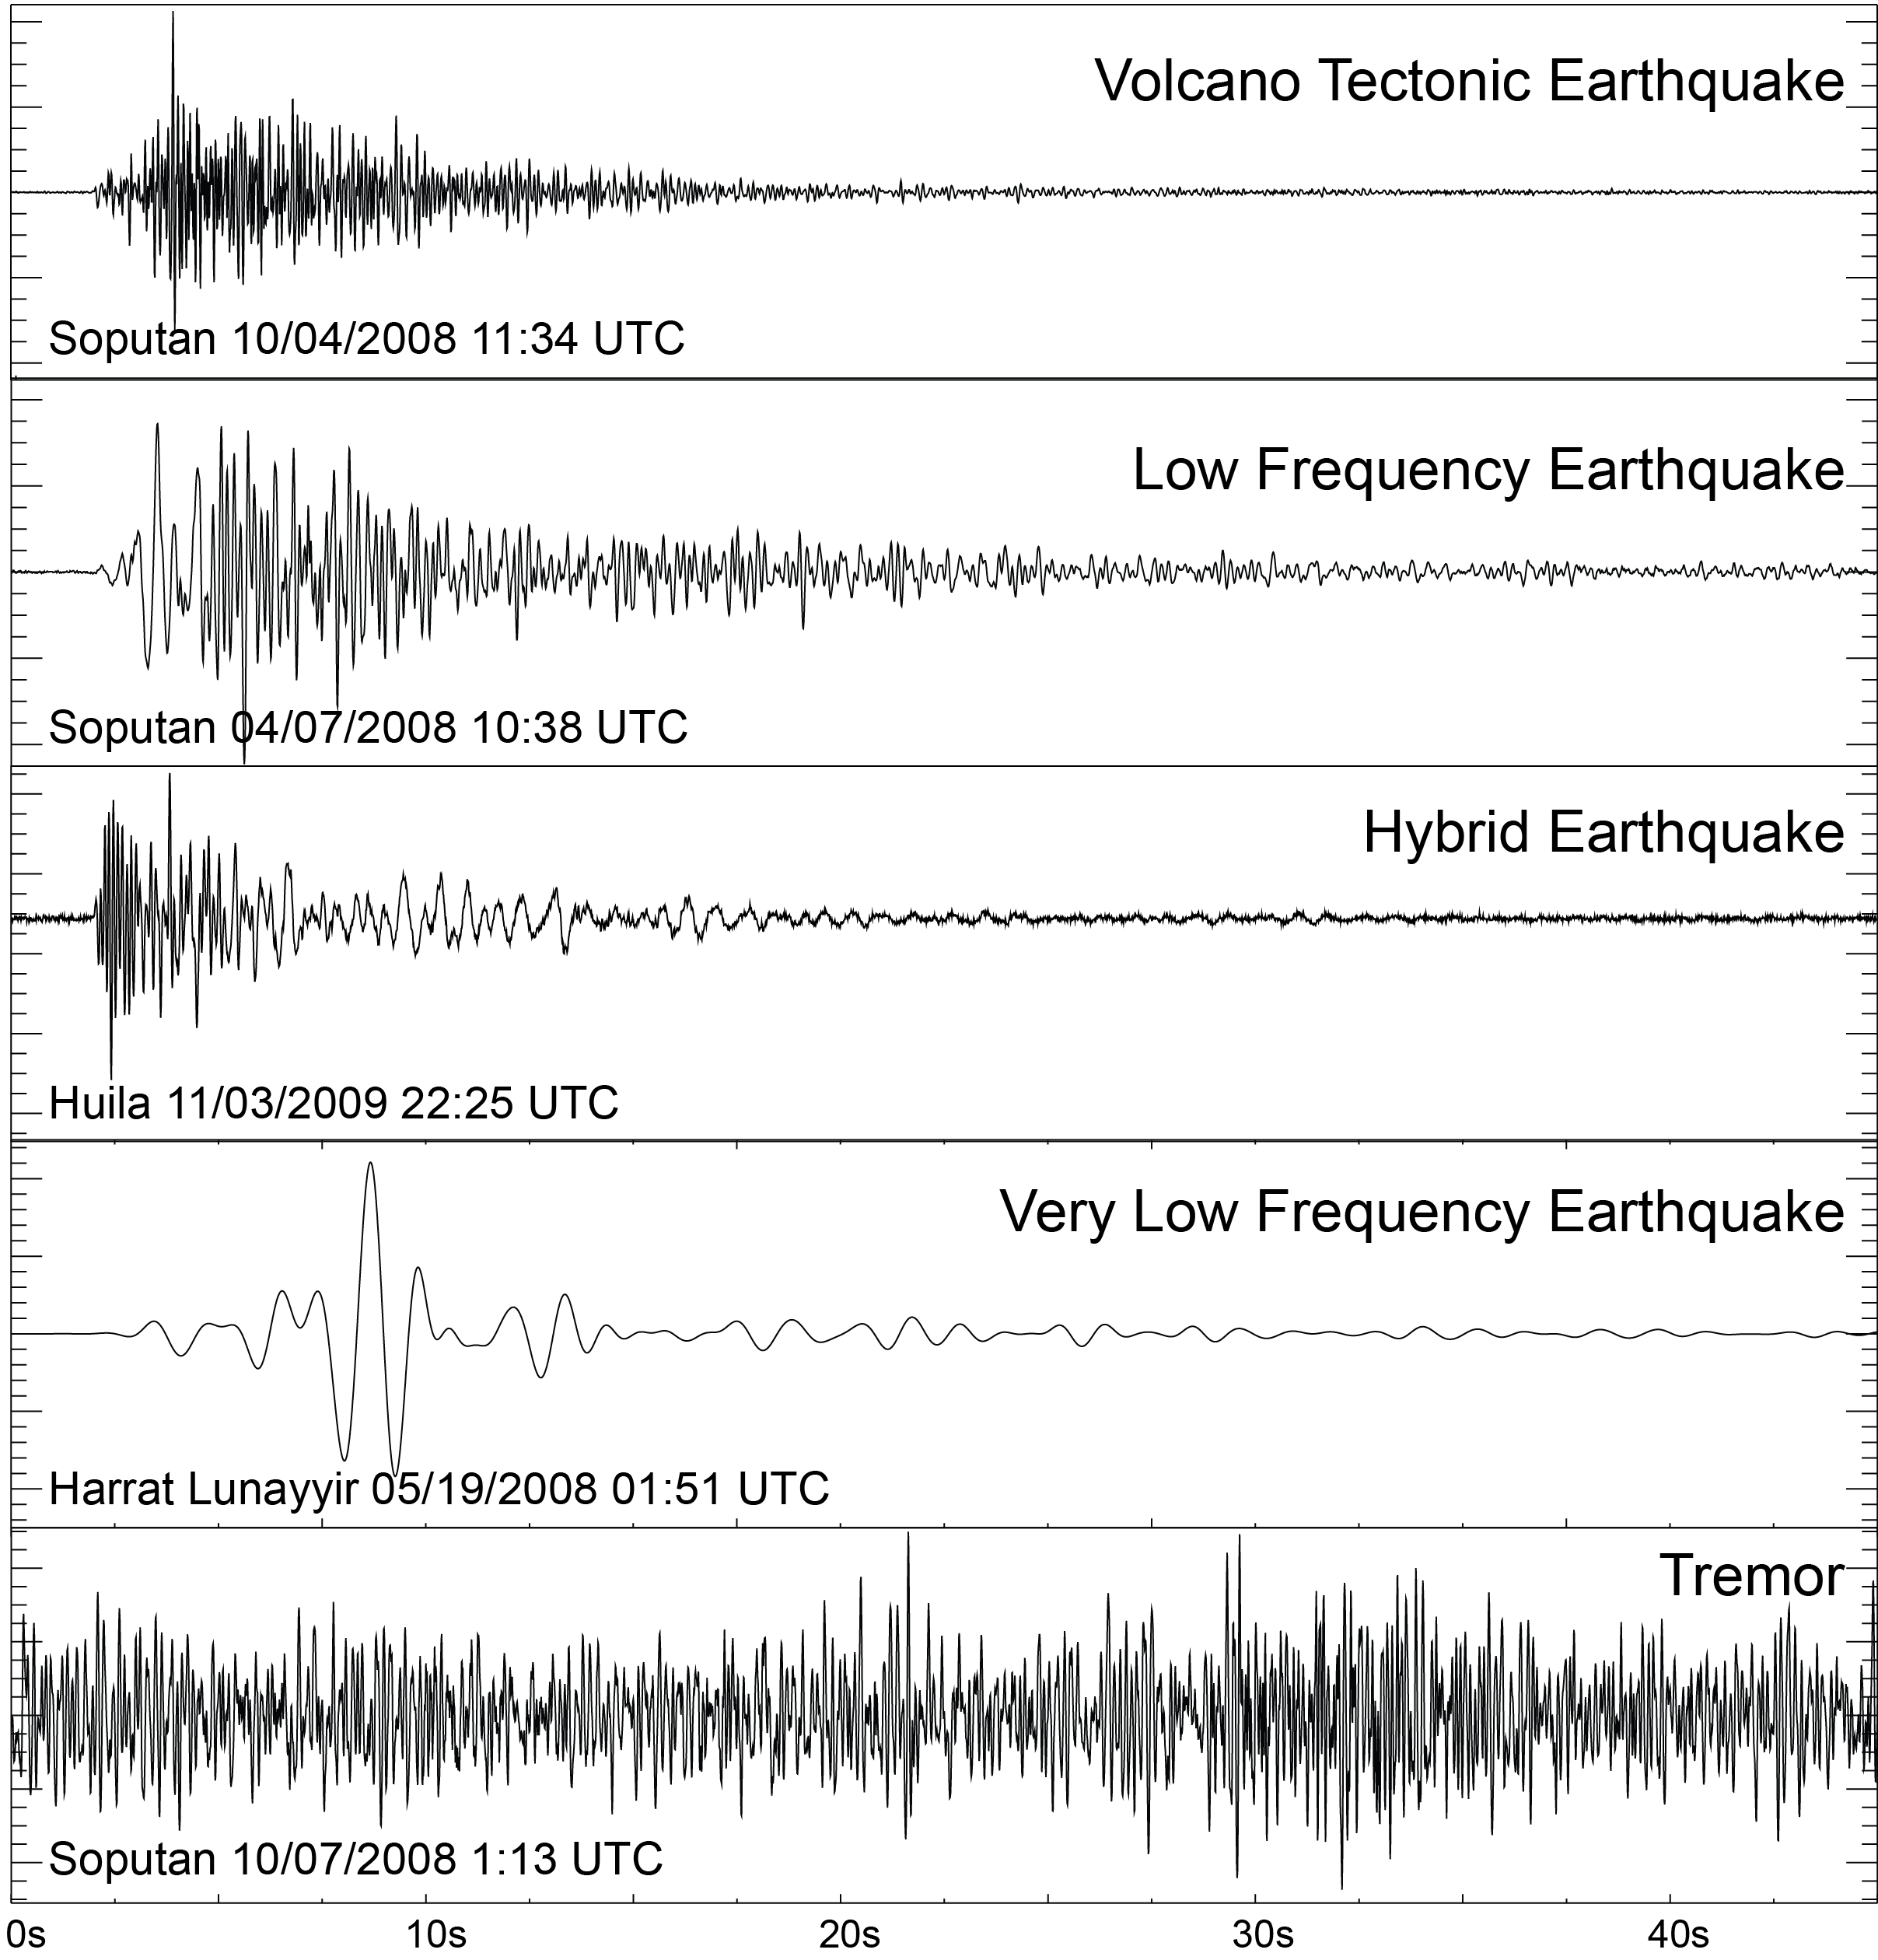 Volcano Tectonic Earthquake
Soputan 10/04/2008 11:34 UTC
Low Frequency Earthquake
Soputan 04/07/2008 10:38 UTC
Hybrid Earthquake
Huila 11/03/2009 22:25 UTC
Very Low Frequency Earthquake
Harrat Lunayyir 05/19/2008 01:51 UTC
Tremor
Soputan 10/07/2008 1:13 UTC
0s 10s 20s 30s 40s